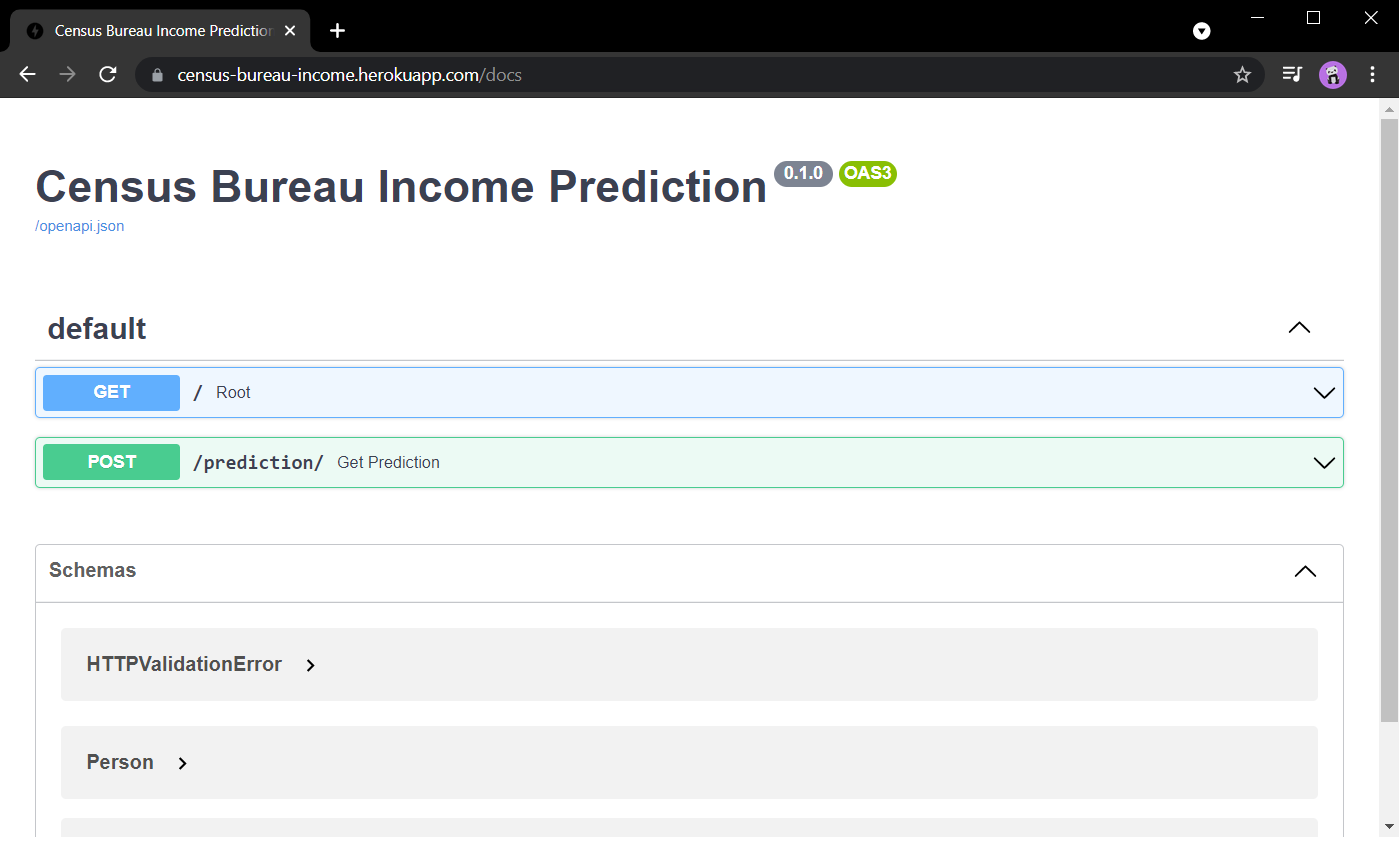 Census Bureau Income Prediction
census-bureau-income.herokuapp.com/docs
Census Bureau Income Prediction 0.1.0 OAS3
/openapi.json
default
GET / Root
POST /prediction/ Get Prediction
Schemas
HTTPValidationError
Person